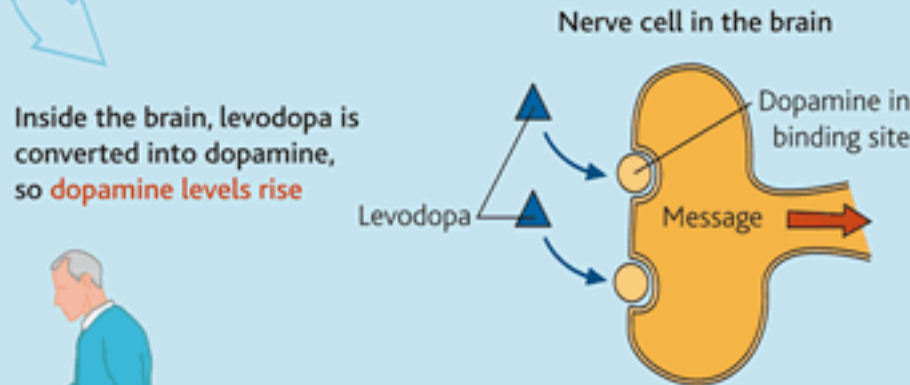 Nerve cell in the brain
Inside the brain, levodopa is
converted into dopamine,
so dopamine levels rise
Dopamine in
binding site
Levodopa
Message